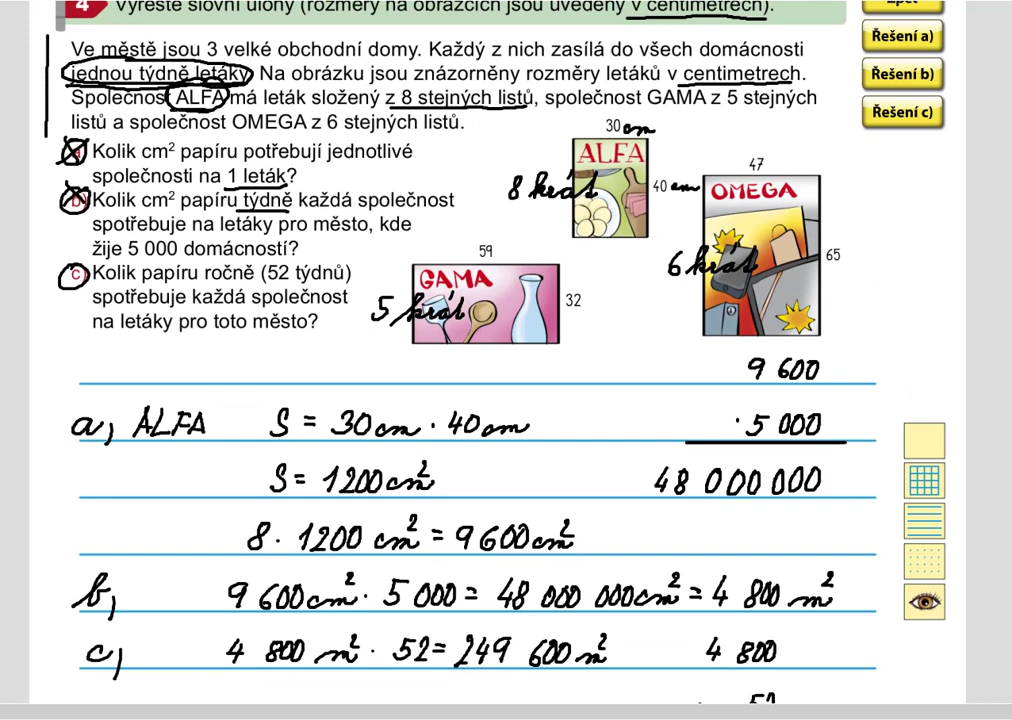 4 Vyřešte slovní úlohy (rozměry na obrázcích jsou uvedeny v centimetrech).
Zpět
Řešení a)
Řešení b)
Řešení c)
Ve městě jsou 3 velké obchodní domy. Každý z nich zasílá do všech domácností
jednou týdně letáky. Na obrázku jsou znázorněny rozměry letáků v centimetrech.
Společnost ALFA má leták složený z 8 stejných listů, společnost GAMA z 5 stejných
listů a společnost OMEGA z 6 stejných listů.
a) Kolik cm² papíru potřebují jednotlivé
společnosti na 1 leták?
b) Kolik cm² papíru týdně každá společnost
spotřebuje na letáky pro město, kde
žije 5 000 domácností?
c) Kolik papíru ročně (52 týdnů)
spotřebuje každá společnost
na letáky pro toto město?
30 cm
ALFA
8 krát
40 cm
47
OMEGA
6 krát
65
59
GAMA
5 krát
32
9 600
a, ALFA S = 30 cm · 40 cm · 5 000
S = 1200 cm² 48 000 000
8 · 1200 cm² = 9 600 cm²
b, 9 600 cm² · 5 000 = 48 000 000 cm² = 4 800 m²
c, 4 800 m² · 52 = 249 600 m² 4 800